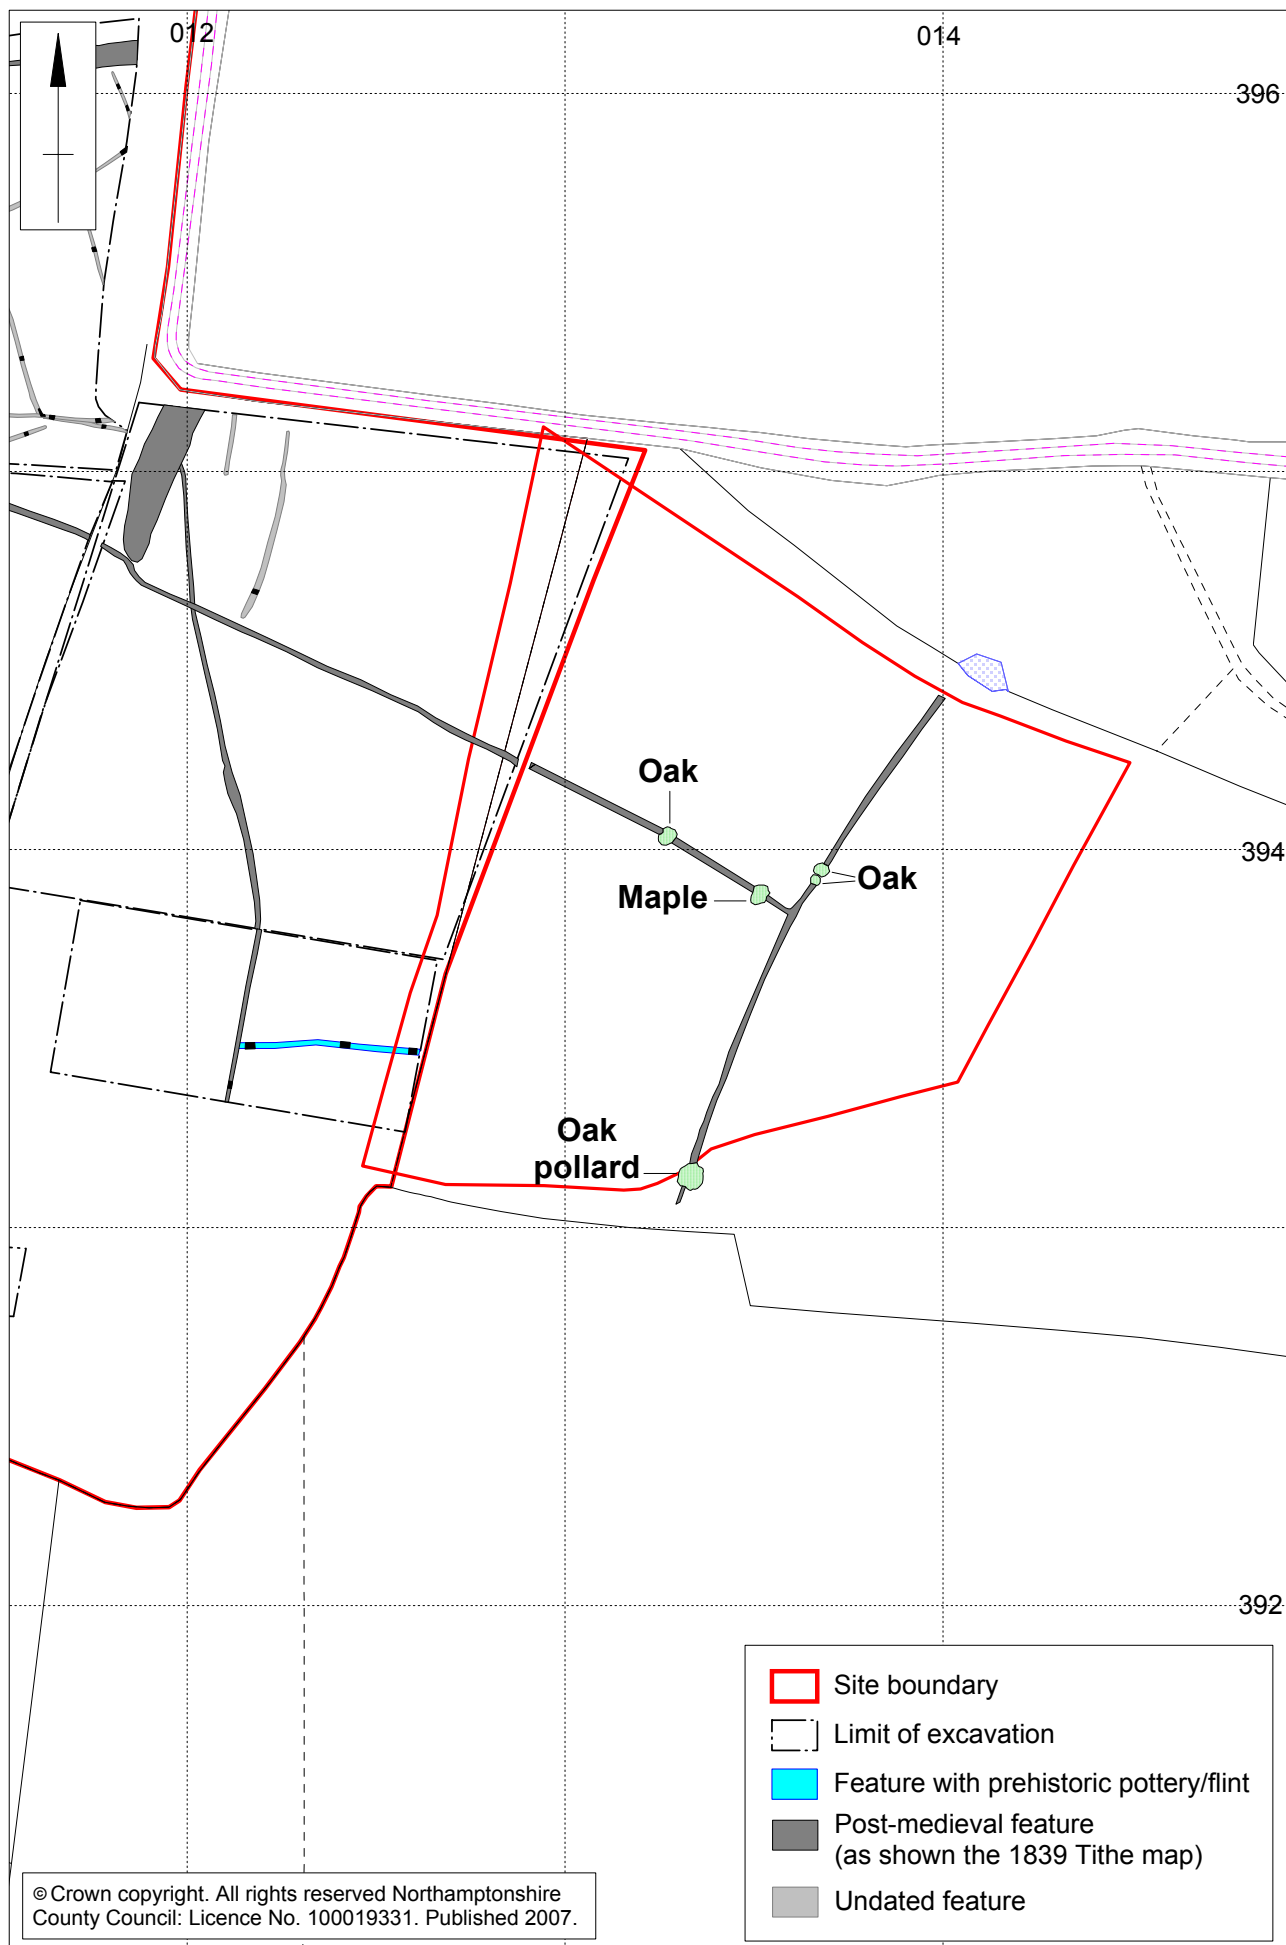 012
014
396
Oak
394
Maple
Oak
Oak
pollard
392
Site boundary
Limit of excavation
Feature with prehistoric pottery/flint
Post-medieval feature
(as shown the 1839 Tithe map)
Undated feature
© Crown copyright. All rights reserved Northamptonshire
County Council: Licence No. 100019331. Published 2007.